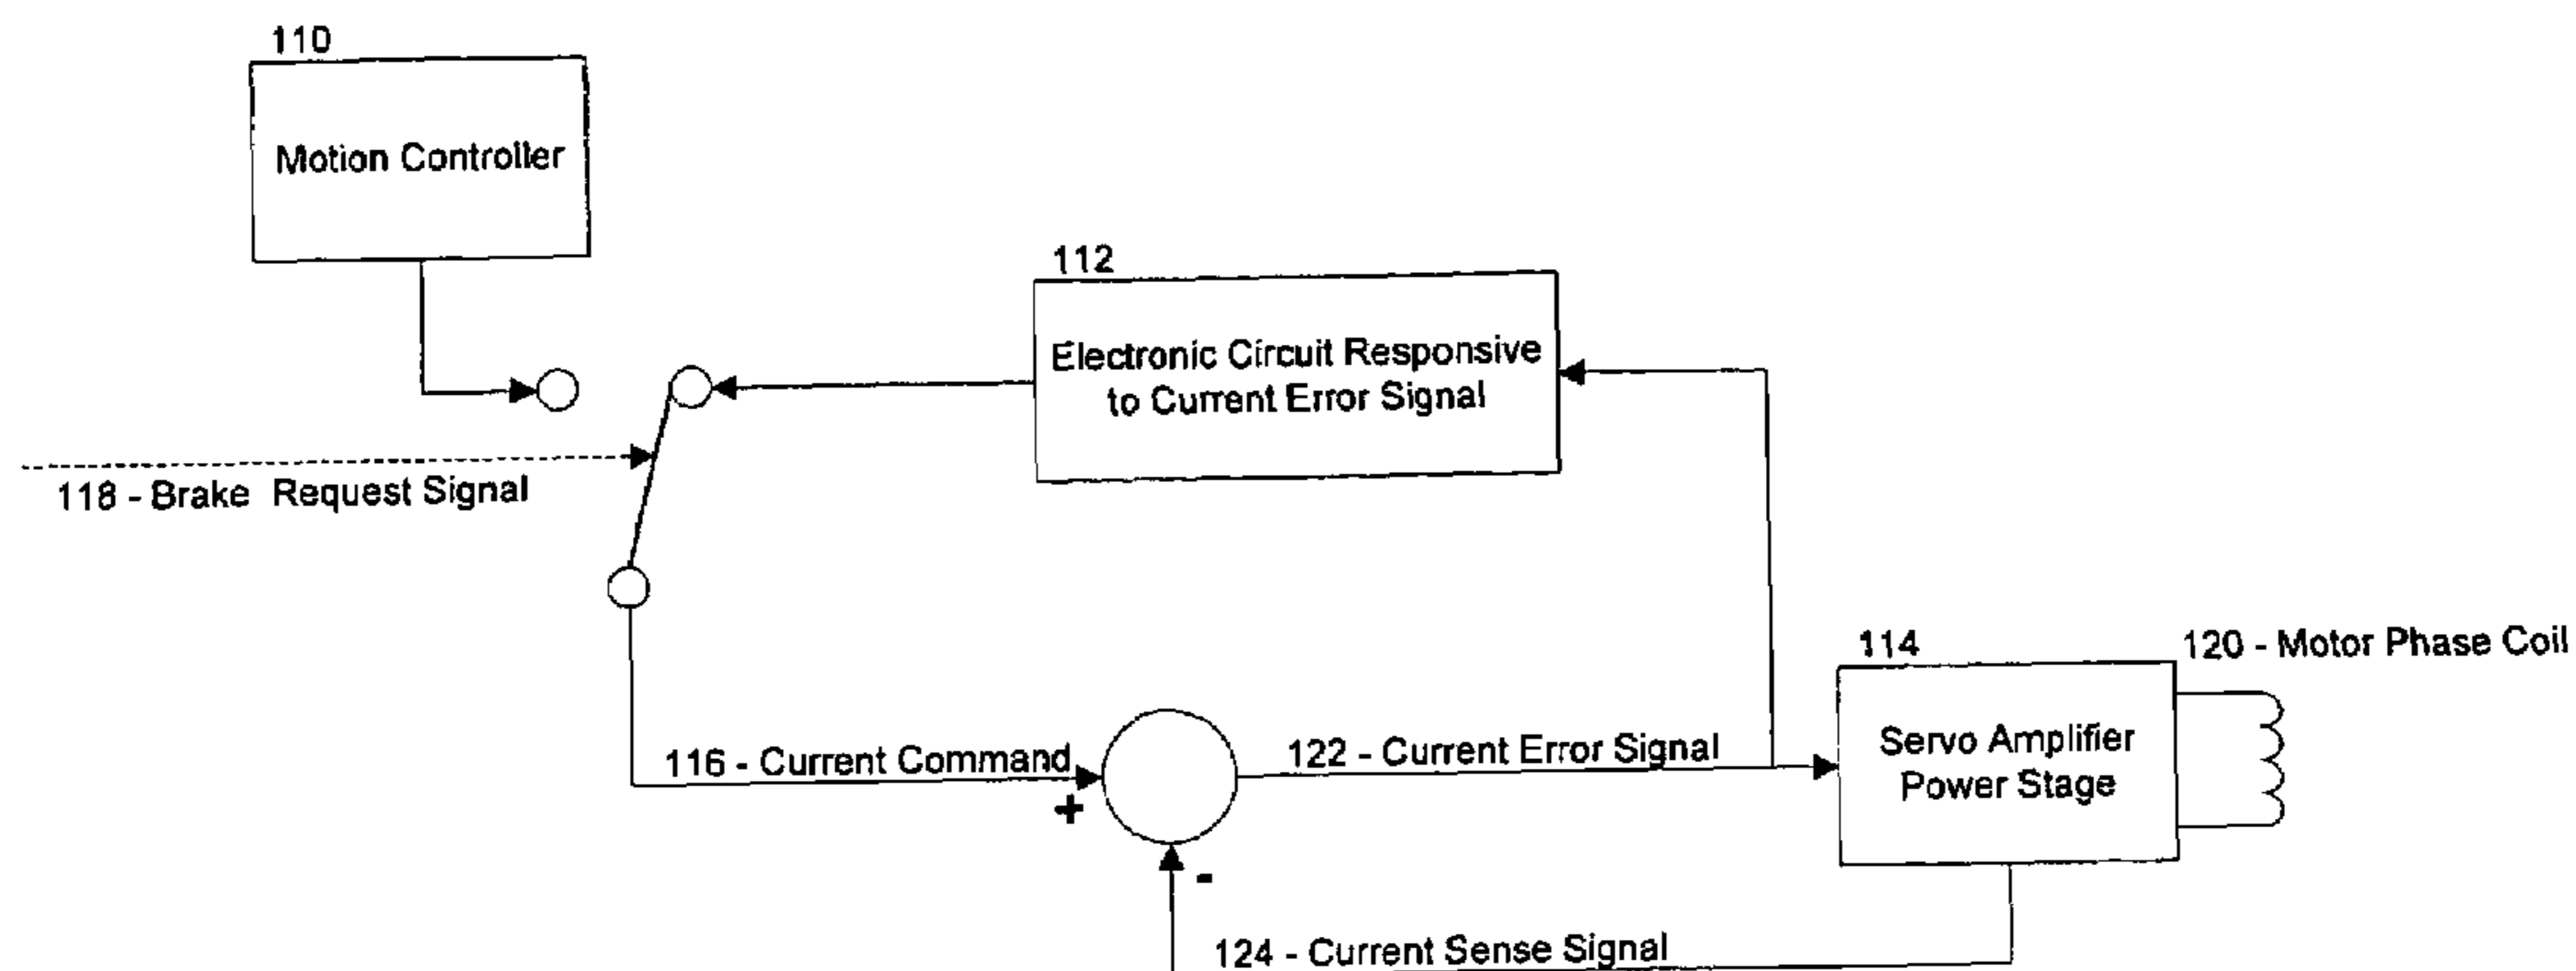 110
Motion Controller
112
Electronic Circuit Responsive
to Current Error Signal
118 - Brake Request Signal
114
120 - Motor Phase Coil
116 - Current Command
+
122 - Current Error Signal
Servo Amplifier
Power Stage
-
124 - Current Sense Signal